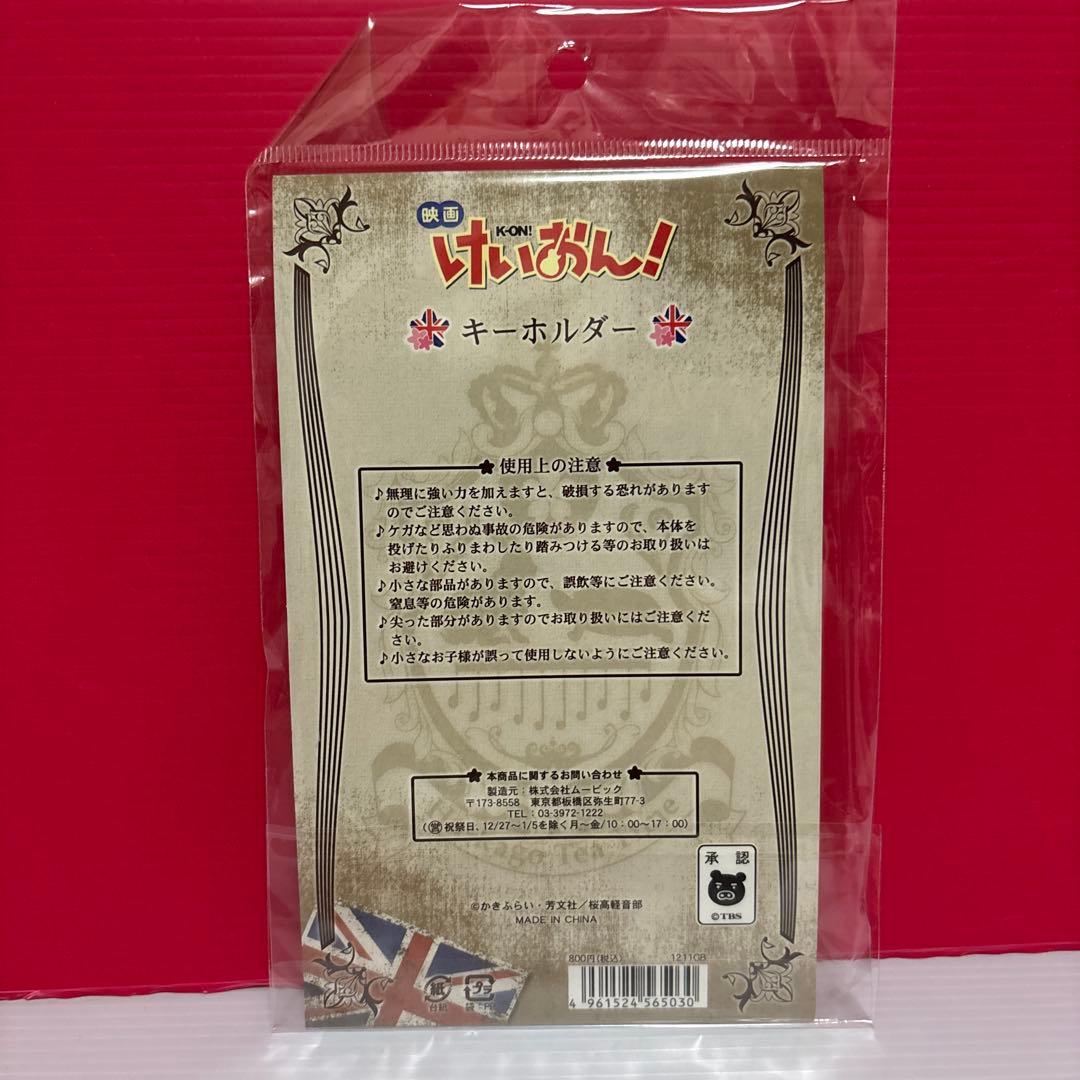 映画
K-ON!
けいおん!
キーホルダー
使用上の注意
♪無理に強い力を加えますと、破損する恐れがあります
のでご注意ください。
♪ケガなど思わぬ事故の危険がありますので、本体を
投げたりふりまわしたり踏みつける等のお取り扱いは
お避けください。
♪小さな部品がありますので、誤飲等にご注意ください。
窒息等の危険があります。
♪尖った部分がありますのでお取り扱いにはご注意くだ
さい。
♪小さなお子様が誤って使用しないようにご注意ください。
本商品に関するお問い合わせ
製造元：株式会社ムービック
〒173-8558 東京都板橋区弥生町77-3
TEL：03-3972-1222
(営祝祭日、12/27～1/5を除く月～金/10：00～17：00)
承認
©TBS
©かきふらい・芳文社／桜高軽音部
MADE IN CHINA
800円(税込) 1211GB
4 961524 565030
紙
台紙
プラ
袋:PP
Tea